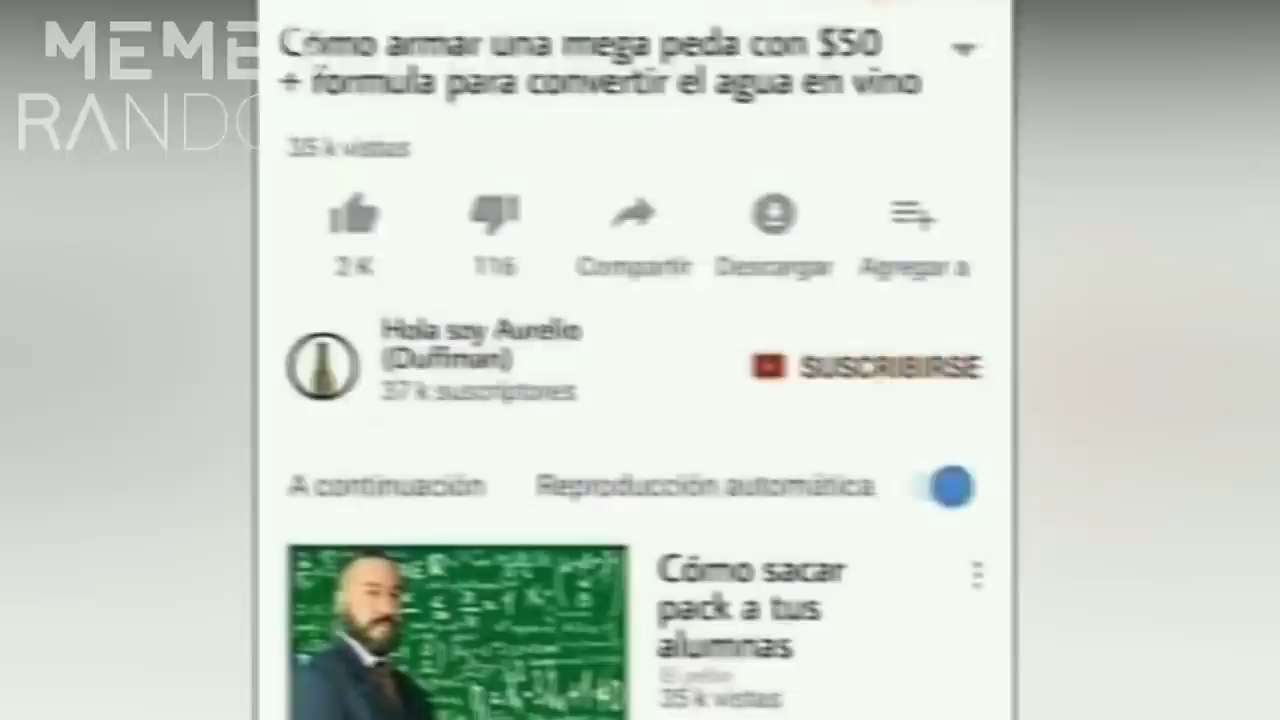 MEME
RANDO
Cómo armar una mega peda con $50
+ formula para convertir el agua en vino
35 k vistas
2 K
116
Compartir
Descargar
Agregar a
Hola soy Aurelio
(Duffman)
37 k suscriptores
SUSCRIBIRSE
A continuación
Reproducción automática
Cómo sacar
pack a tus
alumnas
35 k vistas